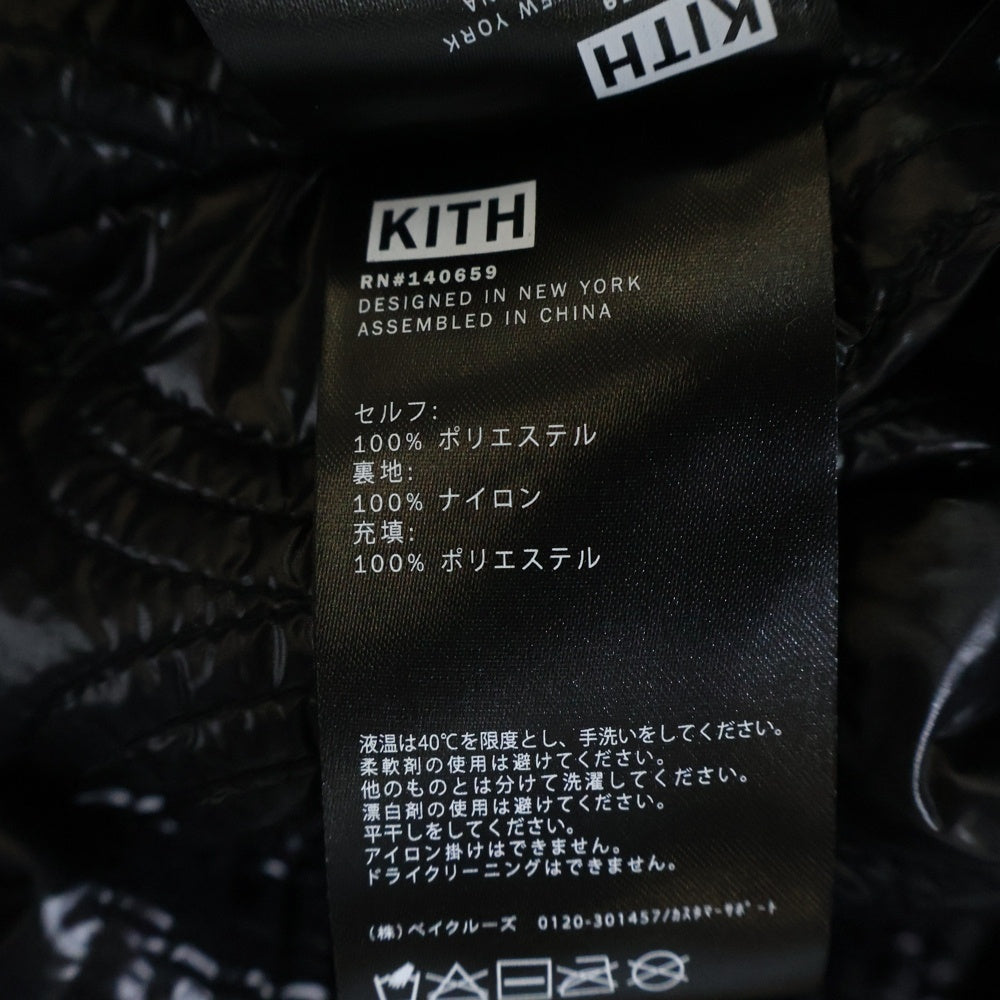 NEW YORK
KITH
KITH
RN#140659
DESIGNED IN NEW YORK
ASSEMBLED IN CHINA
セルフ:
100% ポリエステル
裏地:
100% ナイロン
充填:
100% ポリエステル
液温は40℃を限度とし、手洗いをしてください。
柔軟剤の使用は避けてください。
他のものとは分けて洗濯してください。
漂白剤の使用は避けてください。
平干しをしてください。
アイロン掛けはできません。
ドライクリーニングはできません。
(株)ベイクルーズ 0120-301457/カスタマーサポート